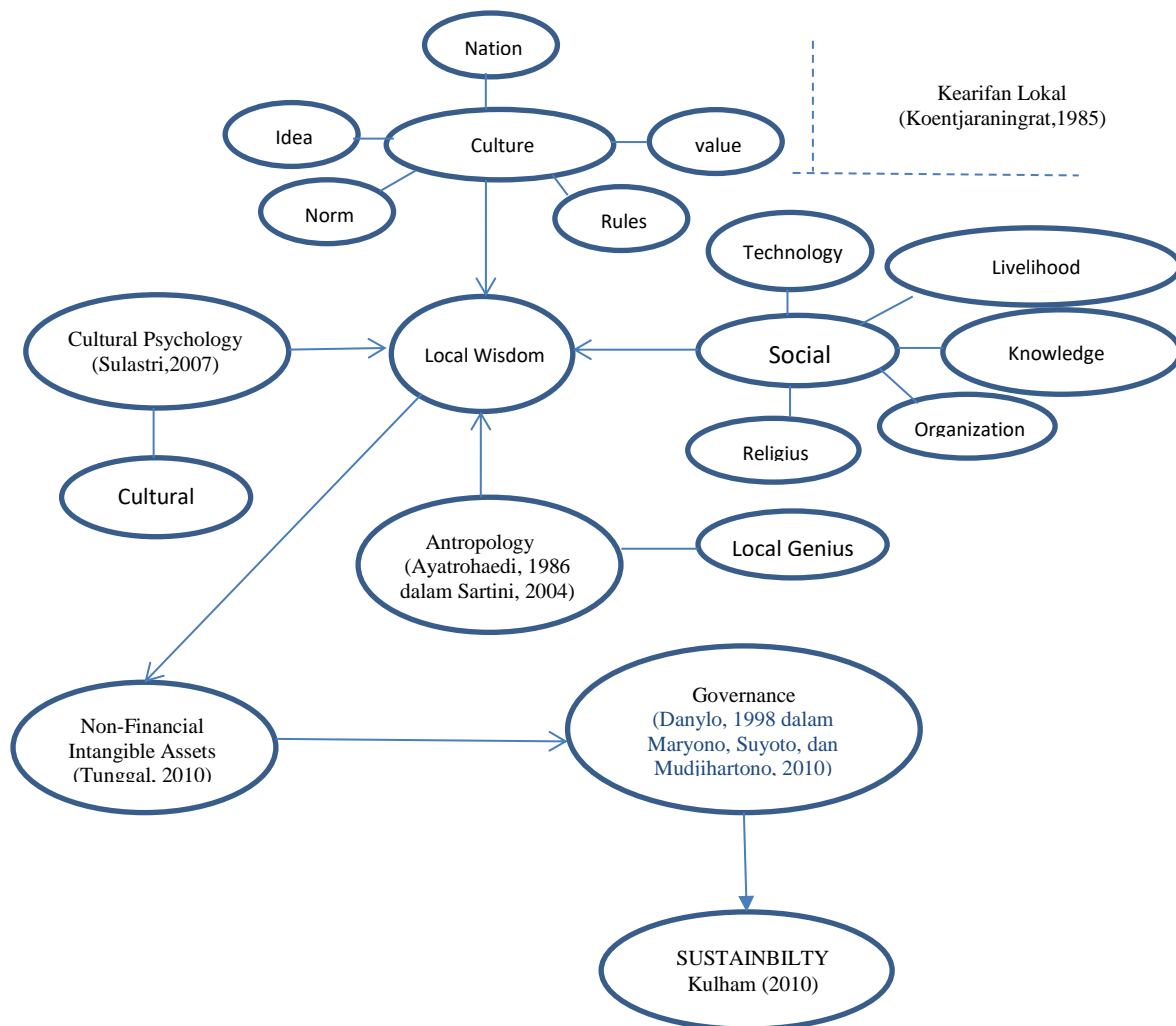 Nation
Kearifan Lokal
(Koentjaraningrat,1985)
Idea
Culture
value
Norm
Rules
Technology
Livelihood
Cultural Psychology
(Sulastri,2007)
Local Wisdom
Social
Knowledge
Organization
Religius
Cultural
Antropology
(Ayatrohaedi, 1986
dalam Sartini, 2004)
Local Genius
Non-Financial
Intangible Assets
(Tunggal, 2010)
Governance
(Danylo, 1998 dalam
Maryono, Suyoto, dan
Mudjihartono, 2010)
SUSTAINBILTY
Kulham (2010)